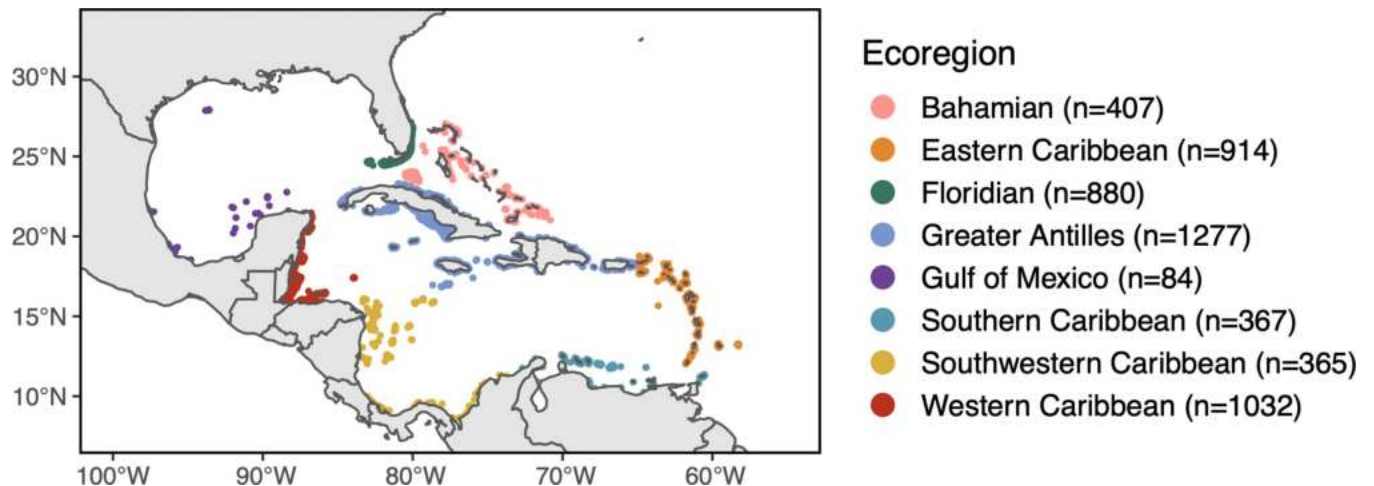 Ecoregion
Bahamian (n=407)
Eastern Caribbean (n=914)
Floridian (n=880)
Greater Antilles (n=1277)
Gulf of Mexico (n=84)
Southern Caribbean (n=367)
Southwestern Caribbean (n=365)
Western Caribbean (n=1032)
30°N
25°N
20°N
15°N
10°N
100°W 90°W 80°W 70°W 60°W